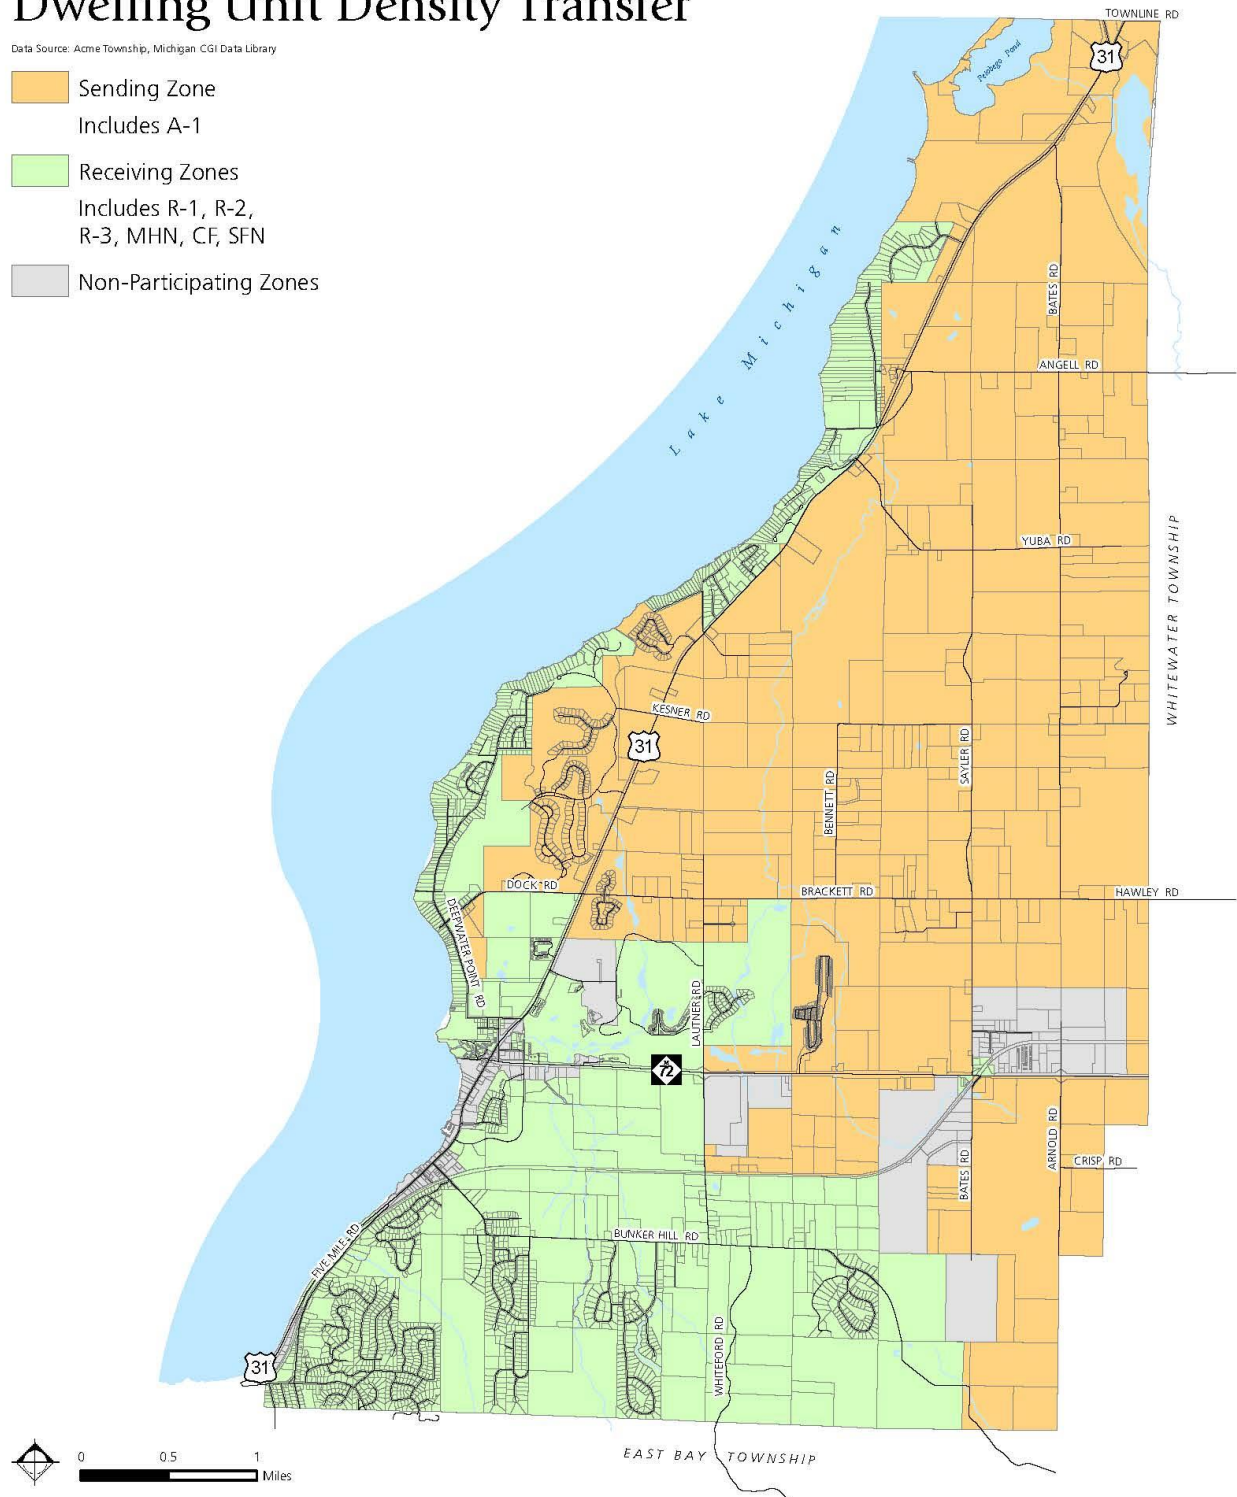 Dwelling Unit Density Transfer
Data Source: Acme Township, Michigan CGI Data Library
Sending Zone
Includes A-1
Receiving Zones
Includes R-1, R-2,
R-3, MHN, CF, SFN
Non-Participating Zones
TOWNLINE RD
31
Petobego Pond
Lake Michigan
BATES RD
ANGELL RD
YUBA RD
WHITEWATER TOWNSHIP
KESNER RD
31
SAYLER RD
BENNETT RD
DOCK RD
BRACKETT RD
HAWLEY RD
DEEPWATER POINT RD
LAUTNER RD
M
72
ARNOLD RD
BATES RD
CRISP RD
FIVE MILE RD
BUNKER HILL RD
WHITEFORD RD
31
EAST BAY TOWNSHIP
0 0.5 1
Miles